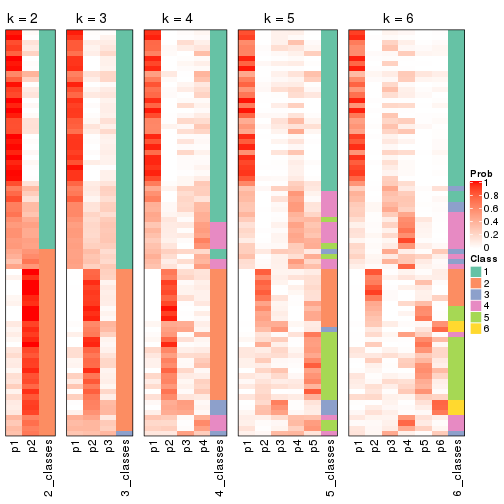 k = 2
k = 3
k = 4
k = 5
k = 6
p1
p2
2_classes
p1
p2
p3
3_classes
p1
p2
p3
p4
4_classes
p1
p2
p3
p4
p5
5_classes
p1
p2
p3
p4
p5
p6
6_classes
Prob
1
0.8
0.6
0.4
0.2
0
Class
1
2
3
4
5
6